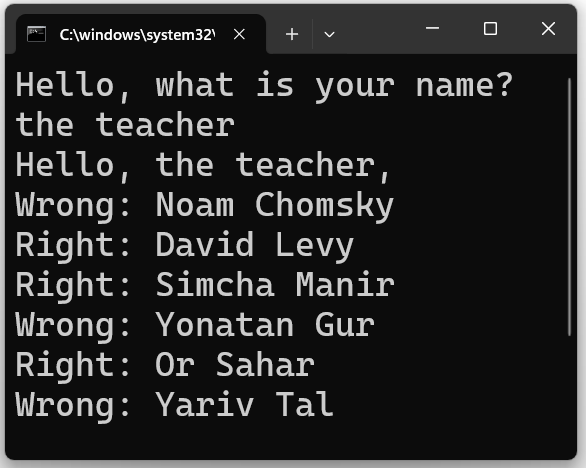 C:\windows\system32\
Hello, what is your name?
the teacher
Hello, the teacher,
Wrong: Noam Chomsky
Right: David Levy
Right: Simcha Manir
Wrong: Yonatan Gur
Right: Or Sahar
Wrong: Yariv Tal